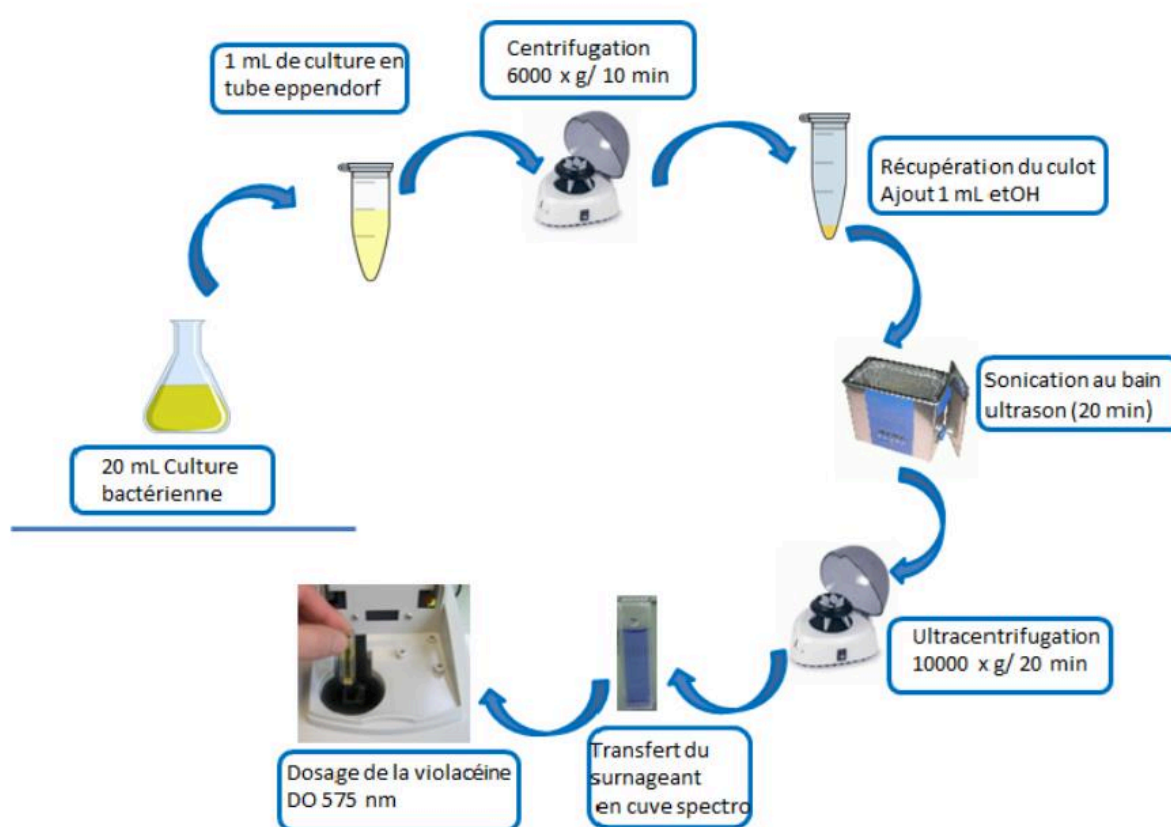 1 mL de culture en
tube eppendorf
Centrifugation
6000 x g/ 10 min
Récupération du culot
Ajout 1 mL etOH
Sonication au bain
ultrason (20 min)
Ultracentrifugation
10000 x g/ 20 min
Transfert du
surnageant
en cuve spectro
Dosage de la violacéine
DO 575 nm
20 mL Culture
bactérienne